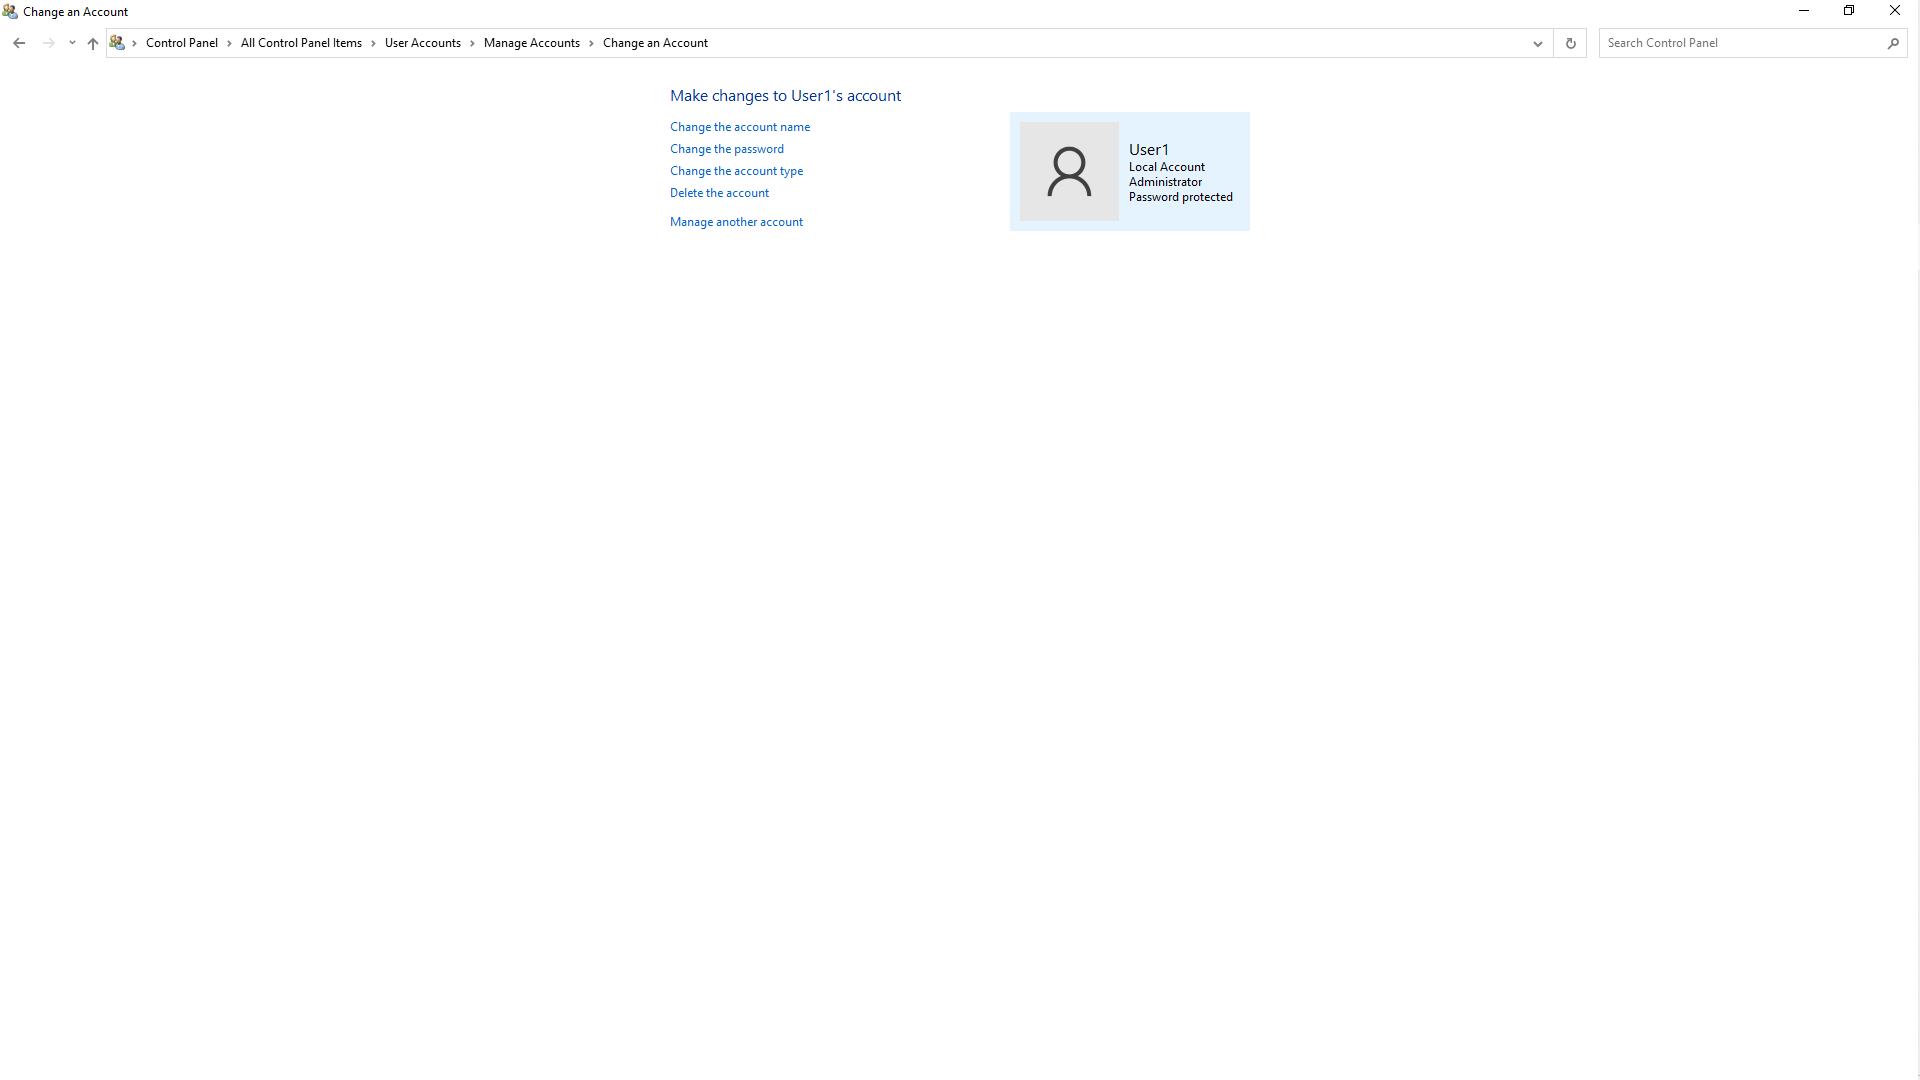 Change an Account
Control Panel > All Control Panel Items > User Accounts > Manage Accounts > Change an Account
Search Control Panel
Make changes to User1's account
Change the account name
Change the password
Change the account type
Delete the account
Manage another account
User1
Local Account
Administrator
Password protected